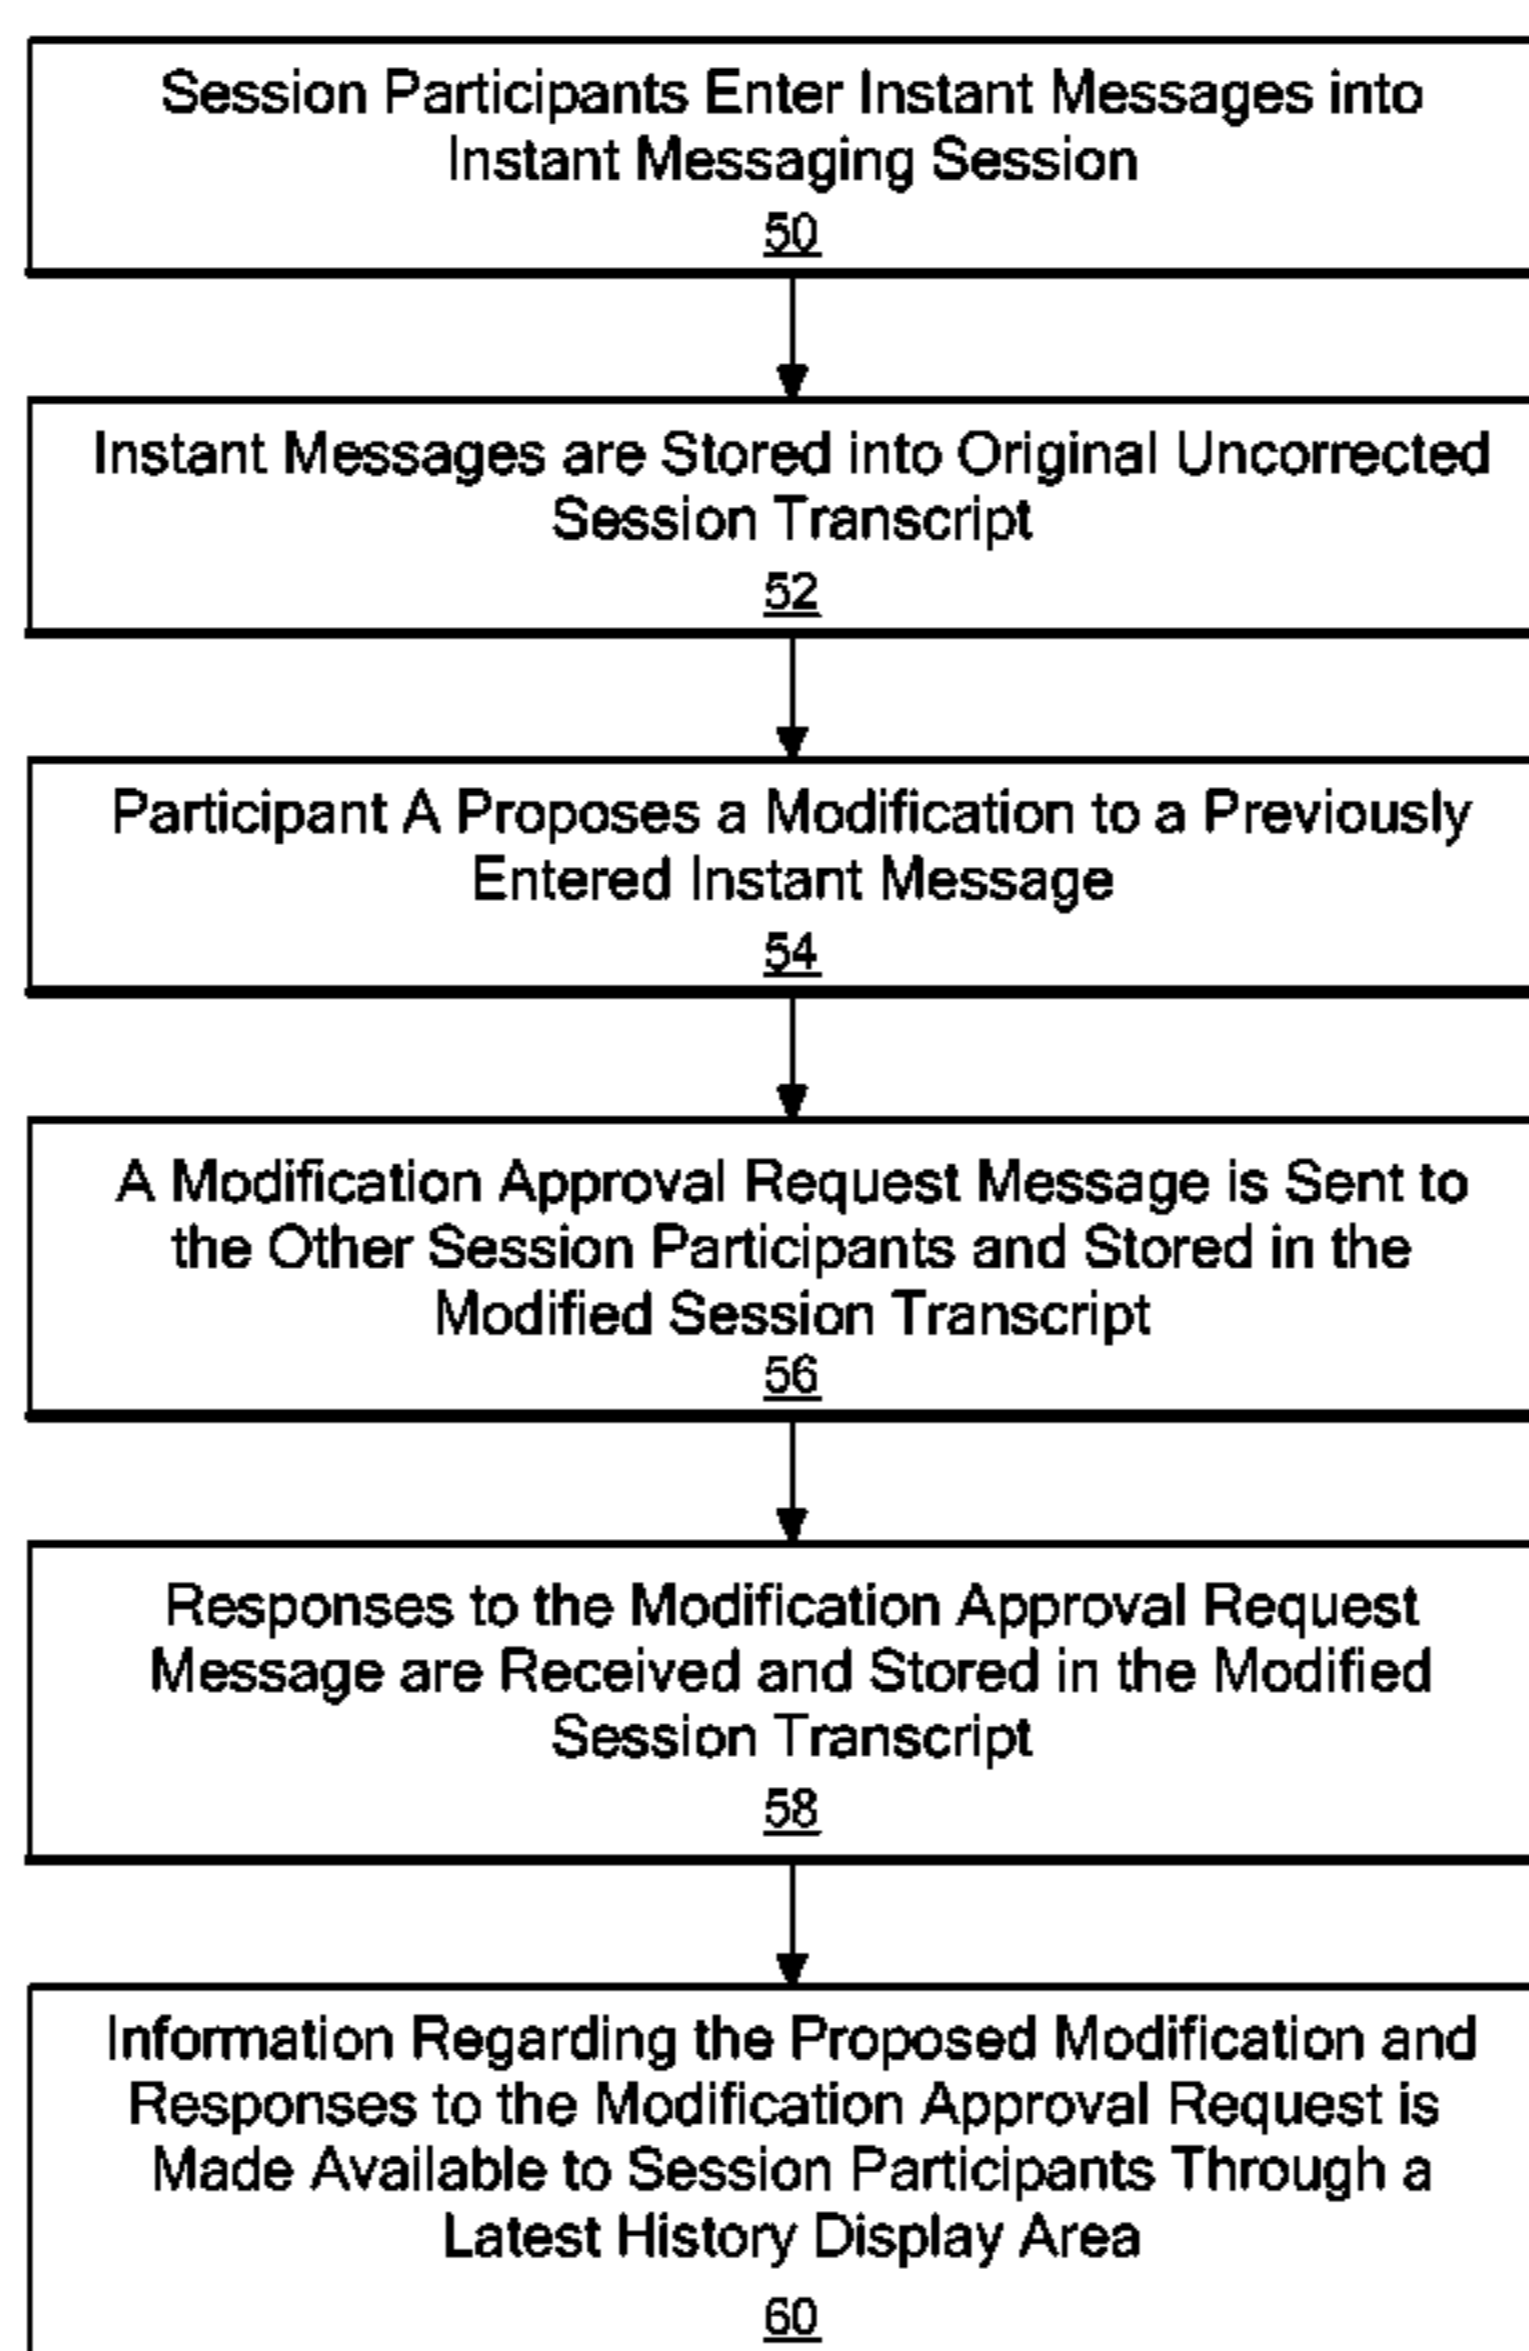 Session Participants Enter Instant Messages into
Instant Messaging Session
50
Instant Messages are Stored into Original Uncorrected
Session Transcript
52
Participant A Proposes a Modification to a Previously
Entered Instant Message
54
A Modification Approval Request Message is Sent to
the Other Session Participants and Stored in the
Modified Session Transcript
56
Responses to the Modification Approval Request
Message are Received and Stored in the Modified
Session Transcript
58
Information Regarding the Proposed Modification and
Responses to the Modification Approval Request is
Made Available to Session Participants Through a
Latest History Display Area
60